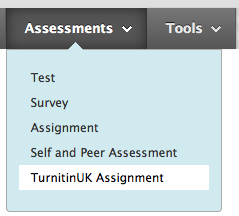 Assessments Tools
Test
Survey
Assignment
Self and Peer Assessment
TurnitinUK Assignment